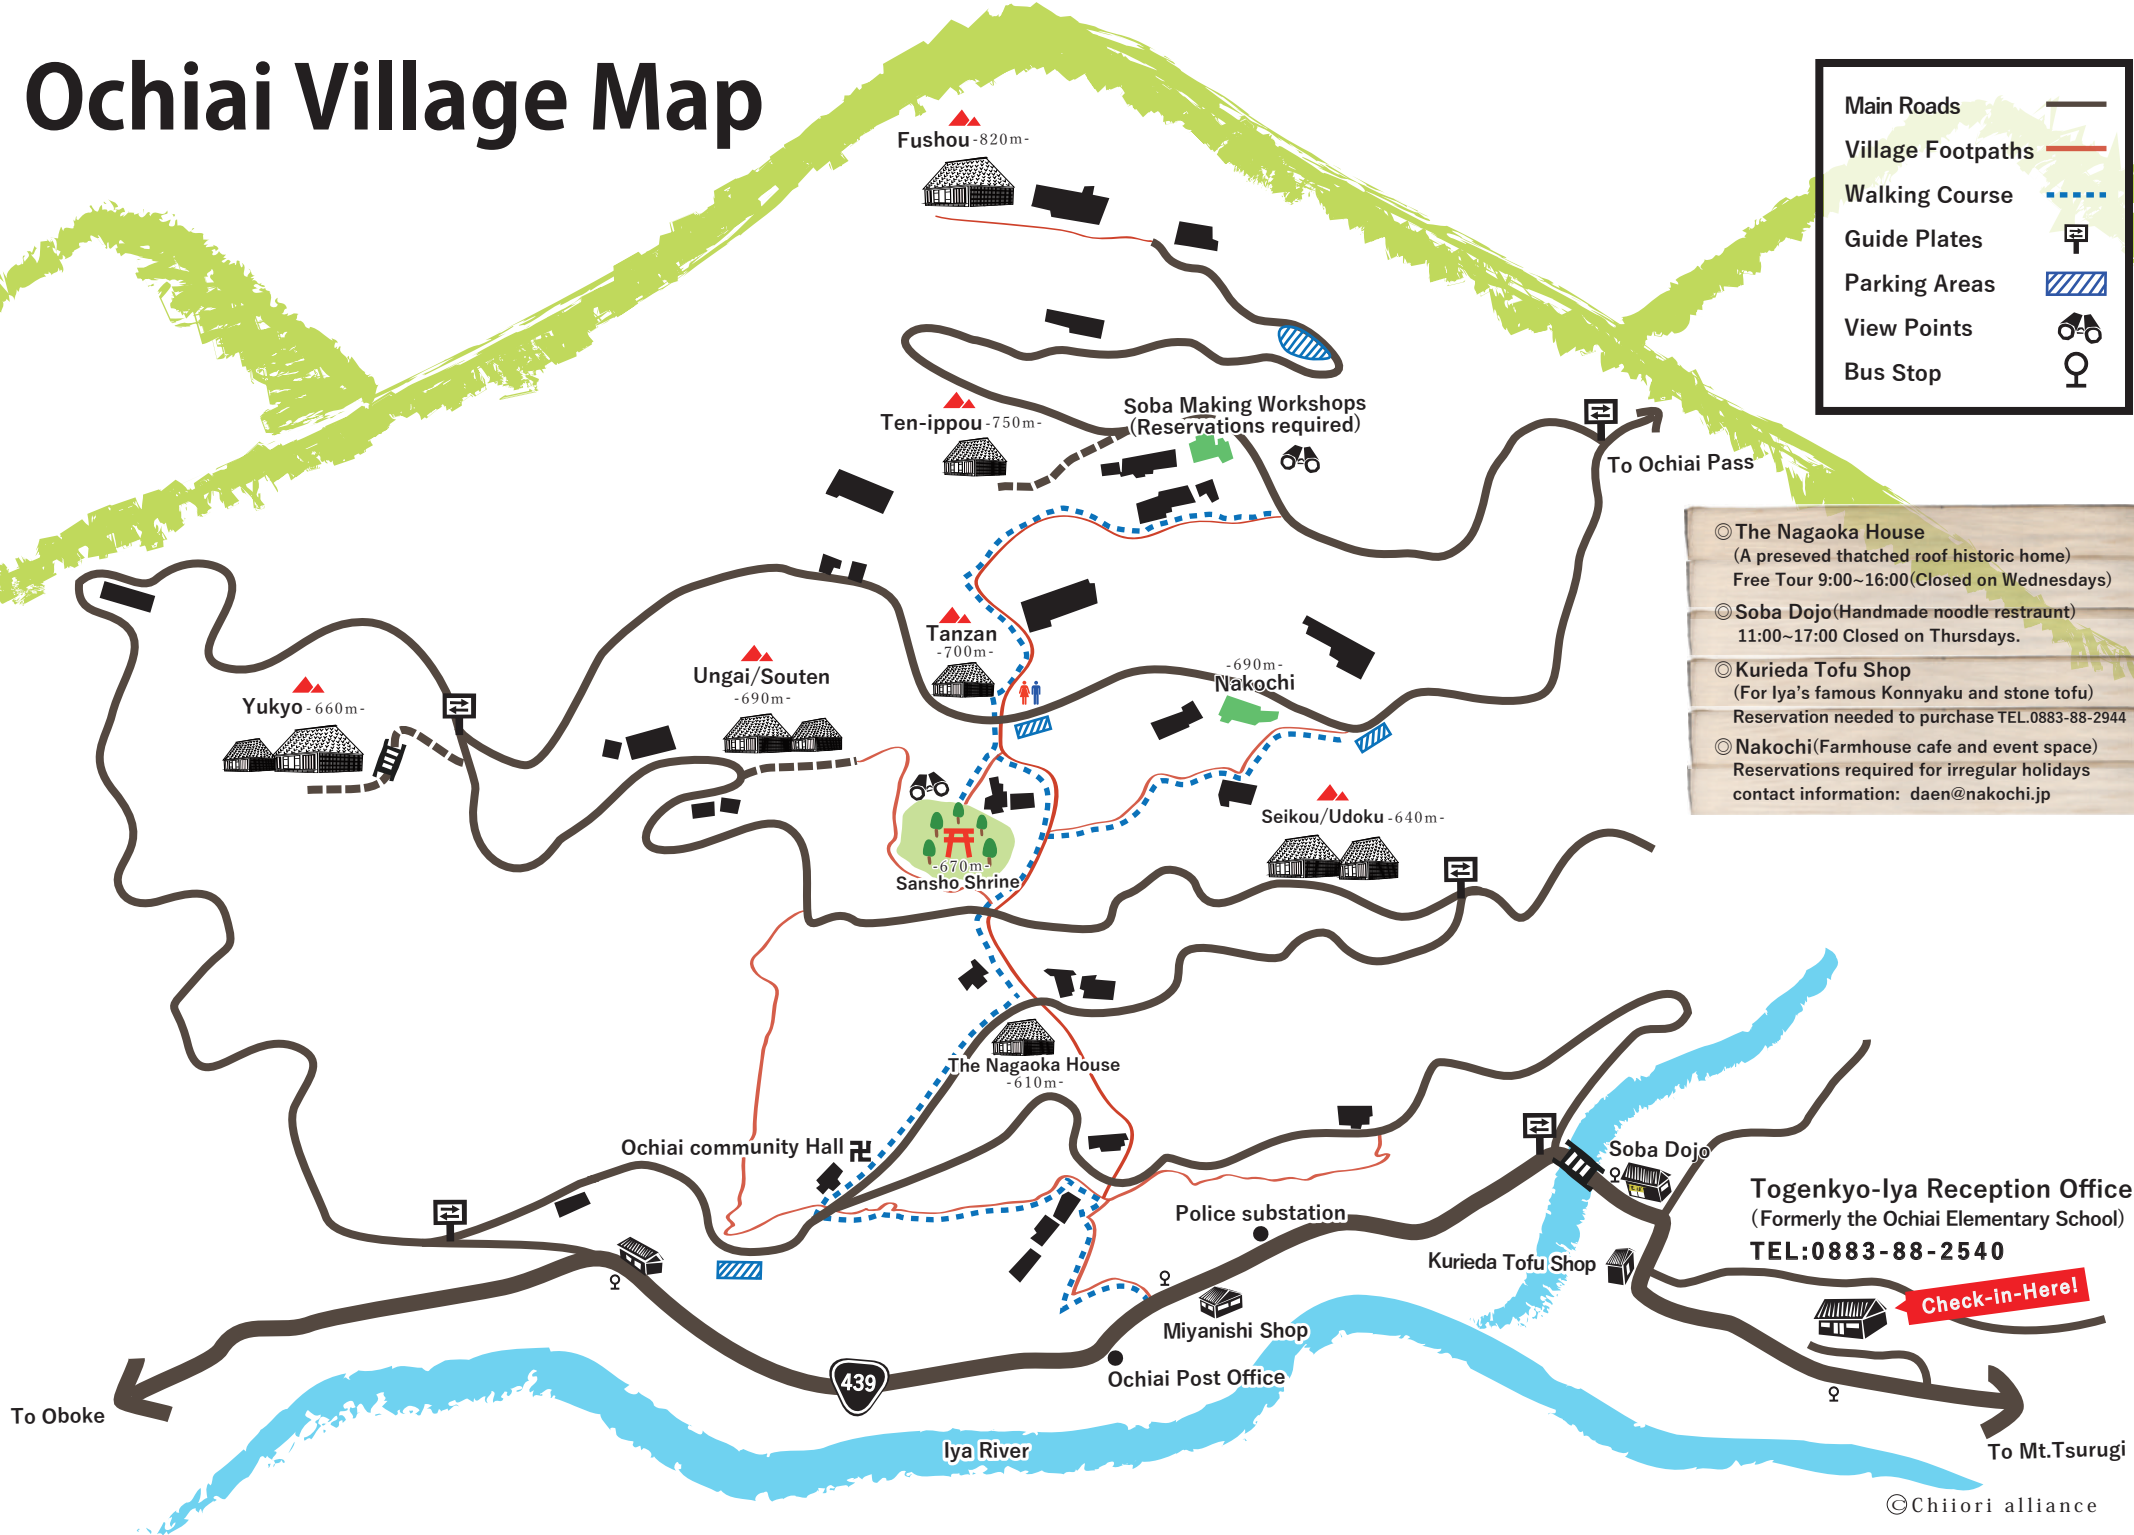 Ochiai Village Map
Main Roads
Village Footpaths
Walking Course
Guide Plates
Parking Areas
View Points
Bus Stop
Fushou -820m-
Ten-ippou -750m-
Soba Making Workshops
(Reservations required)
To Ochiai Pass
◎The Nagaoka House
(A preseved thatched roof historic home)
Free Tour 9:00~16:00(Closed on Wednesdays)
◎Soba Dojo(Handmade noodle restraunt)
11:00~17:00 Closed on Thursdays.
◎Kurieda Tofu Shop
(For Iya's famous Konnyaku and stone tofu)
Reservation needed to purchase TEL.0883-88-2944
◎Nakochi(Farmhouse cafe and event space)
Reservations required for irregular holidays
contact information: daen@nakochi.jp
Tanzan
-700m-
Ungai/Souten
-690m-
Yukyo -660m-
-690m-
Nakochi
Seikou/Udoku -640m-
-670m-
Sansho Shrine
The Nagaoka House
-610m-
Ochiai community Hall 卍
Soba Dojo
Togenkyo-Iya Reception Office
(Formerly the Ochiai Elementary School)
TEL:0883-88-2540
Check-in-Here!
Police substation
Kurieda Tofu Shop
Miyanishi Shop
Ochiai Post Office
439
To Oboke
Iya River
To Mt.Tsurugi
©Chiiori alliance